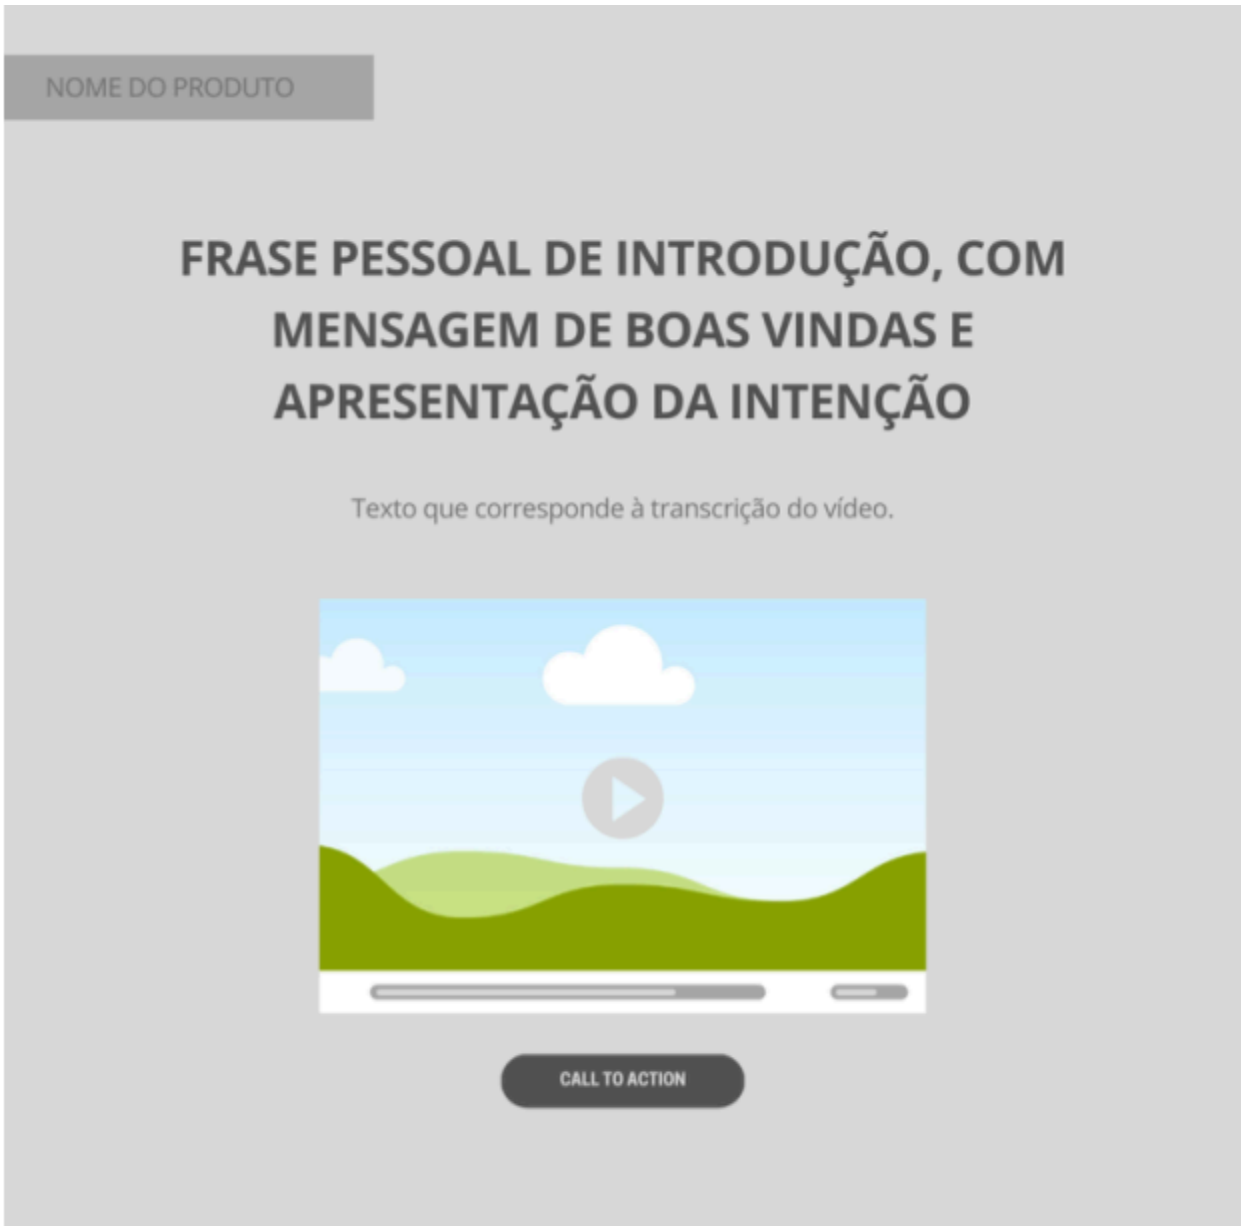 NOME DO PRODUTO
FRASE PESSOAL DE INTRODUÇÃO, COM
MENSAGEM DE BOAS VINDAS E
APRESENTAÇÃO DA INTENÇÃO
Texto que corresponde à transcrição do vídeo.
CALL TO ACTION